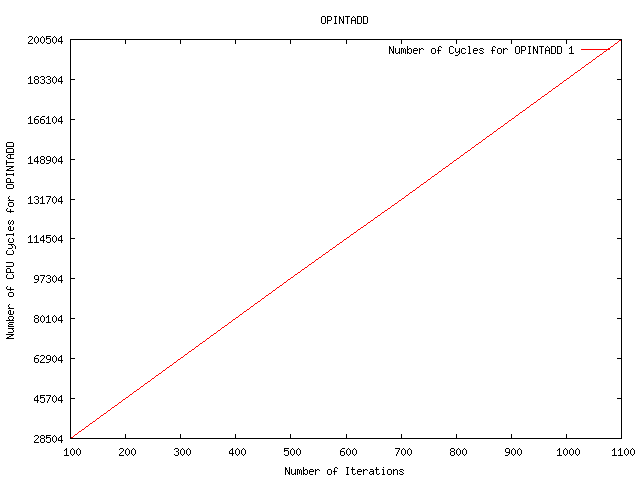 OPINTADD
Number of Cycles for OPINTADD 1
200504
183304
166104
148904
131704
114504
97304
80104
62904
45704
28504
Number of CPU Cycles for OPINTADD
100 200 300 400 500 600 700 800 900 1000 1100
Number of Iterations